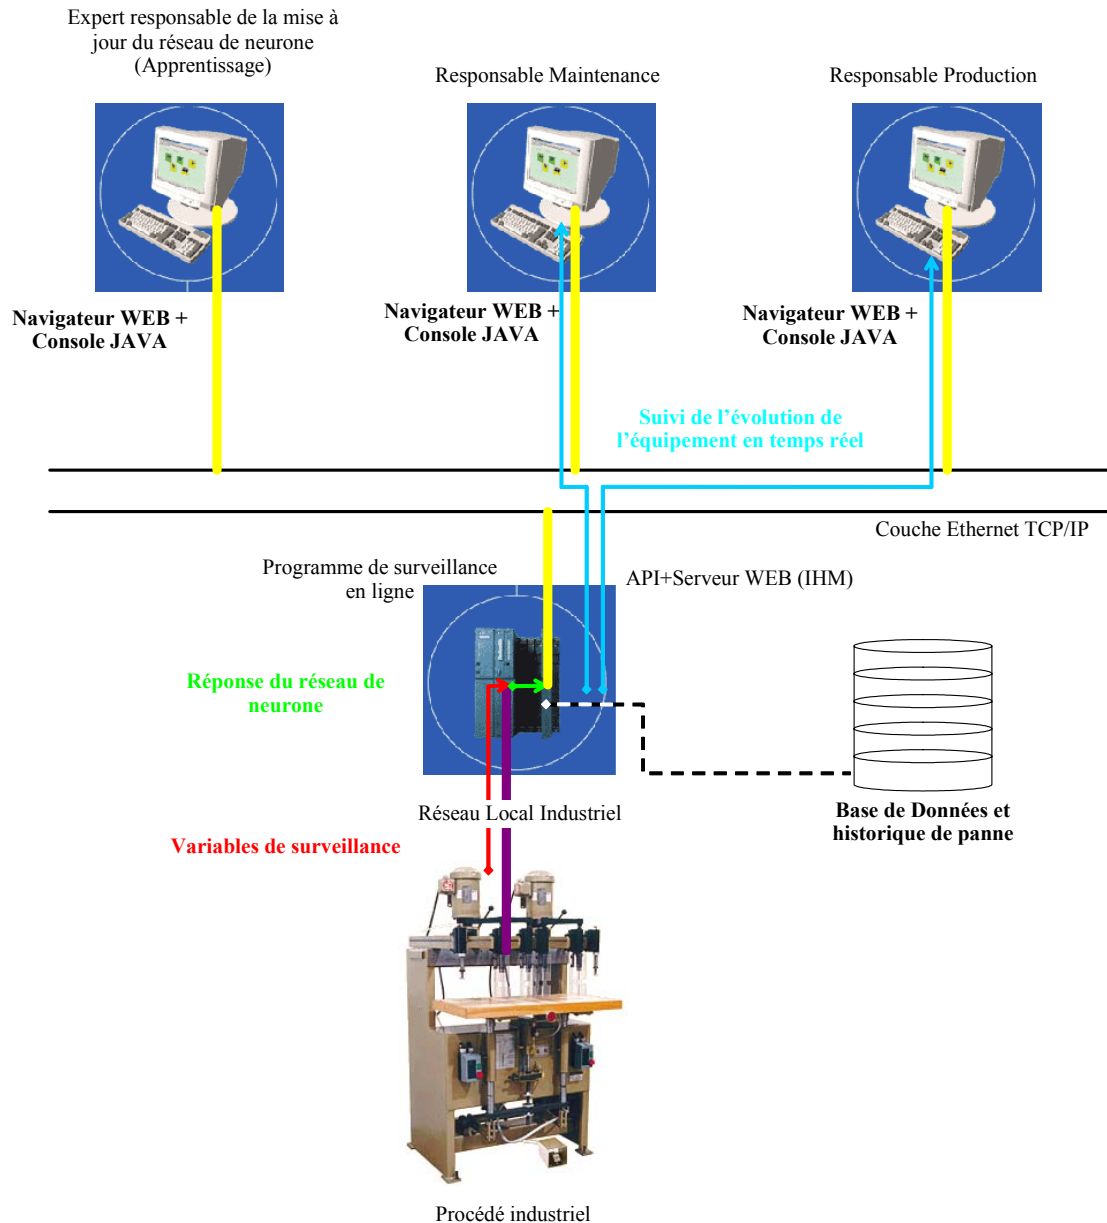 Expert responsable de la mise à
jour du réseau de neurone
(Apprentissage)
Responsable Maintenance
Responsable Production
Navigateur WEB +
Console JAVA
Navigateur WEB +
Console JAVA
Navigateur WEB +
Console JAVA
Suivi de l’évolution de
l’équipement en temps réel
Couche Ethernet TCP/IP
Programme de surveillance
en ligne
API+Serveur WEB (IHM)
Réponse du réseau de
neurone
Base de Données et
historique de panne
Réseau Local Industriel
Variables de surveillance
Procédé industriel